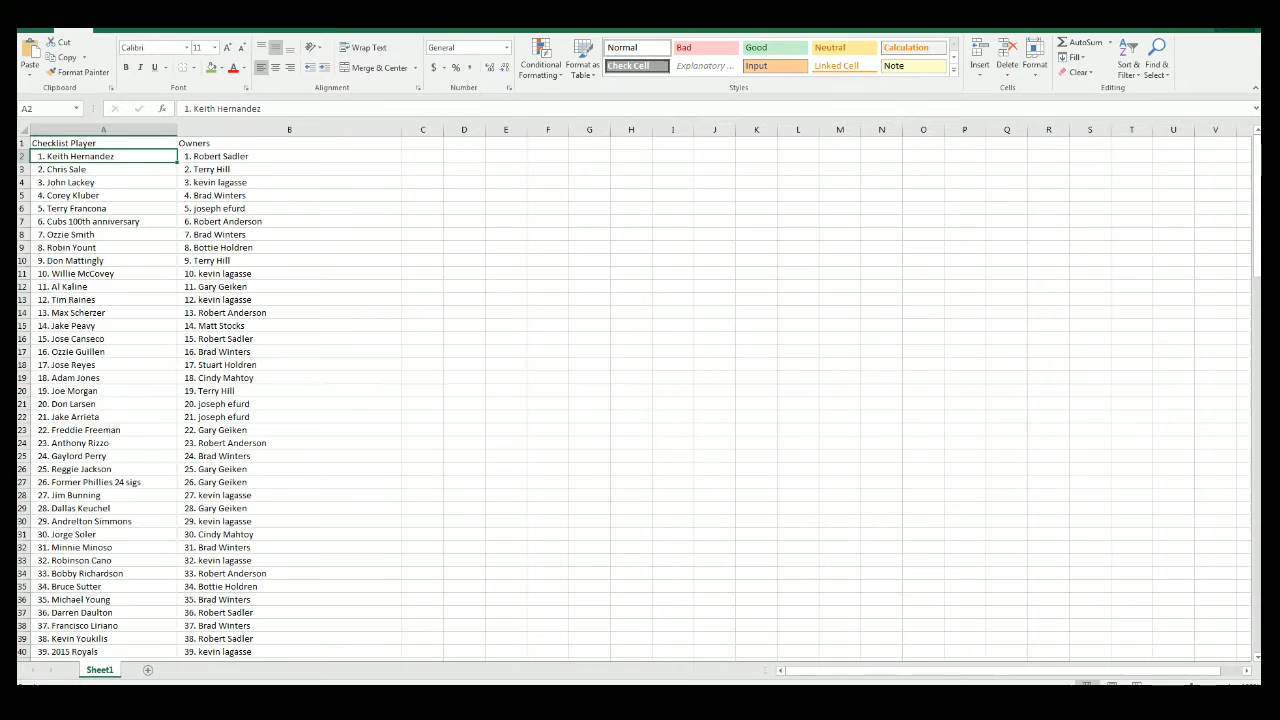 Cut
Calibri 11
Wrap Text
General
Normal Bad Good Neutral Calculation
AutoSum
Copy
Paste
Format Painter
B I U
Merge & Center
$ % ,
Conditional Formatting
Format as Table
Check Cell Explanatory ... Input Linked Cell Note
Insert Delete Format
Fill
Clear
Sort & Filter
Find & Select
Clipboard Font Alignment Number Styles Cells Editing
A2 fx 1. Keith Hernandez
A B C D E F G H I J K L M N O P Q R S T U V
1 Checklist Player Owners
2 1. Keith Hernandez 1. Robert Sadler
3 2. Chris Sale 2. Terry Hill
4 3. John Lackey 3. kevin lagasse
5 4. Corey Kluber 4. Brad Winters
6 5. Terry Francona 5. joseph efurd
7 6. Cubs 100th anniversary 6. Robert Anderson
8 7. Ozzie Smith 7. Brad Winters
9 8. Robin Yount 8. Bottie Holdren
10 9. Don Mattingly 9. Terry Hill
11 10. Willie McCovey 10. kevin lagasse
12 11. Al Kaline 11. Gary Geiken
13 12. Tim Raines 12. kevin lagasse
14 13. Max Scherzer 13. Robert Anderson
15 14. Jake Peavy 14. Matt Stocks
16 15. Jose Canseco 15. Robert Sadler
17 16. Ozzie Guillen 16. Brad Winters
18 17. Jose Reyes 17. Stuart Holdren
19 18. Adam Jones 18. Cindy Mahtoy
20 19. Joe Morgan 19. Terry Hill
21 20. Don Larsen 20. joseph efurd
22 21. Jake Arrieta 21. joseph efurd
23 22. Freddie Freeman 22. Gary Geiken
24 23. Anthony Rizzo 23. Robert Anderson
25 24. Gaylord Perry 24. Brad Winters
26 25. Reggie Jackson 25. Gary Geiken
27 26. Former Phillies 24 sigs 26. Gary Geiken
28 27. Jim Bunning 27. kevin lagasse
29 28. Dallas Keuchel 28. Gary Geiken
30 29. Andrelton Simmons 29. kevin lagasse
31 30. Jorge Soler 30. Cindy Mahtoy
32 31. Minnie Minoso 31. Brad Winters
33 32. Robinson Cano 32. kevin lagasse
34 33. Bobby Richardson 33. Robert Anderson
35 34. Bruce Sutter 34. Bottie Holdren
36 35. Michael Young 35. Brad Winters
37 36. Darren Daulton 36. Robert Sadler
38 37. Francisco Liriano 37. Brad Winters
39 38. Kevin Youkilis 38. Robert Sadler
40 39. 2015 Royals 39. kevin lagasse
Sheet1